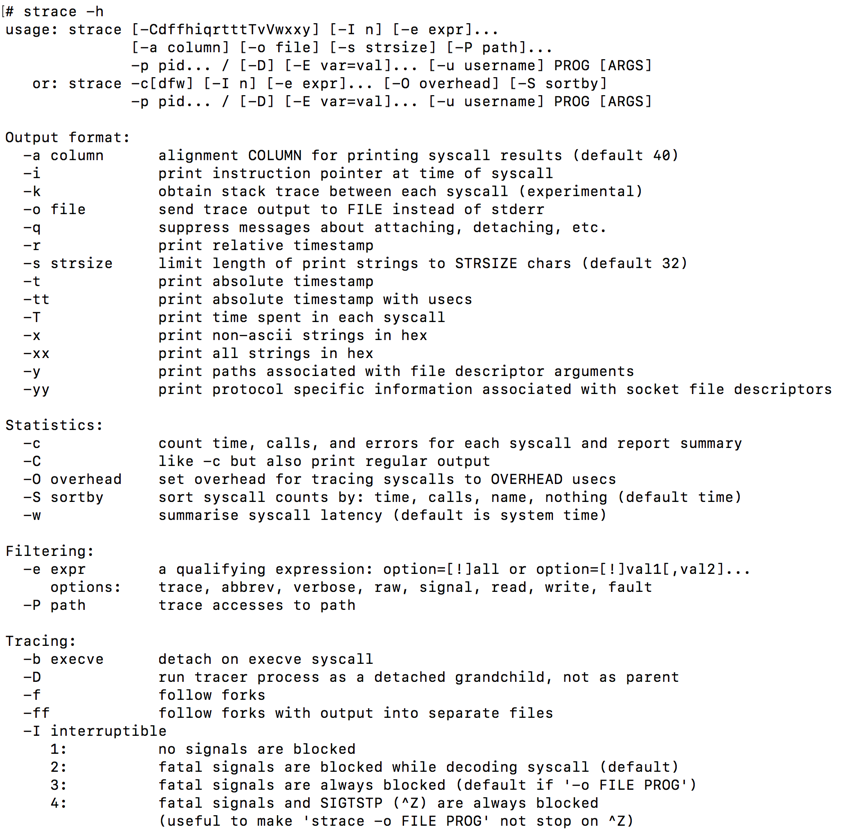 [# strace -h
usage: strace [-CdffhiqrtttTvVwxxy] [-I n] [-e expr]...
              [-a column] [-o file] [-s strsize] [-P path]...
              -p pid... / [-D] [-E var=val]... [-u username] PROG [ARGS]
   or: strace -c[dfw] [-I n] [-e expr]... [-O overhead] [-S sortby]
              -p pid... / [-D] [-E var=val]... [-u username] PROG [ARGS]

Output format:
  -a column      alignment COLUMN for printing syscall results (default 40)
  -i             print instruction pointer at time of syscall
  -k             obtain stack trace between each syscall (experimental)
  -o file        send trace output to FILE instead of stderr
  -q             suppress messages about attaching, detaching, etc.
  -r             print relative timestamp
  -s strsize     limit length of print strings to STRSIZE chars (default 32)
  -t             print absolute timestamp
  -tt            print absolute timestamp with usecs
  -T             print time spent in each syscall
  -x             print non-ascii strings in hex
  -xx            print all strings in hex
  -y             print paths associated with file descriptor arguments
  -yy            print protocol specific information associated with socket file descriptors

Statistics:
  -c             count time, calls, and errors for each syscall and report summary
  -C             like -c but also print regular output
  -O overhead    set overhead for tracing syscalls to OVERHEAD usecs
  -S sortby      sort syscall counts by: time, calls, name, nothing (default time)
  -w             summarise syscall latency (default is system time)

Filtering:
  -e expr        a qualifying expression: option=[!]all or option=[!]val1[,val2]...
     options:    trace, abbrev, verbose, raw, signal, read, write, fault
  -P path        trace accesses to path

Tracing:
  -b execve      detach on execve syscall
  -D             run tracer process as a detached grandchild, not as parent
  -f             follow forks
  -ff            follow forks with output into separate files
  -I interruptible
     1:          no signals are blocked
     2:          fatal signals are blocked while decoding syscall (default)
     3:          fatal signals are always blocked (default if '-o FILE PROG')
     4:          fatal signals and SIGTSTP (^Z) are always blocked
                 (useful to make 'strace -o FILE PROG' not stop on ^Z)